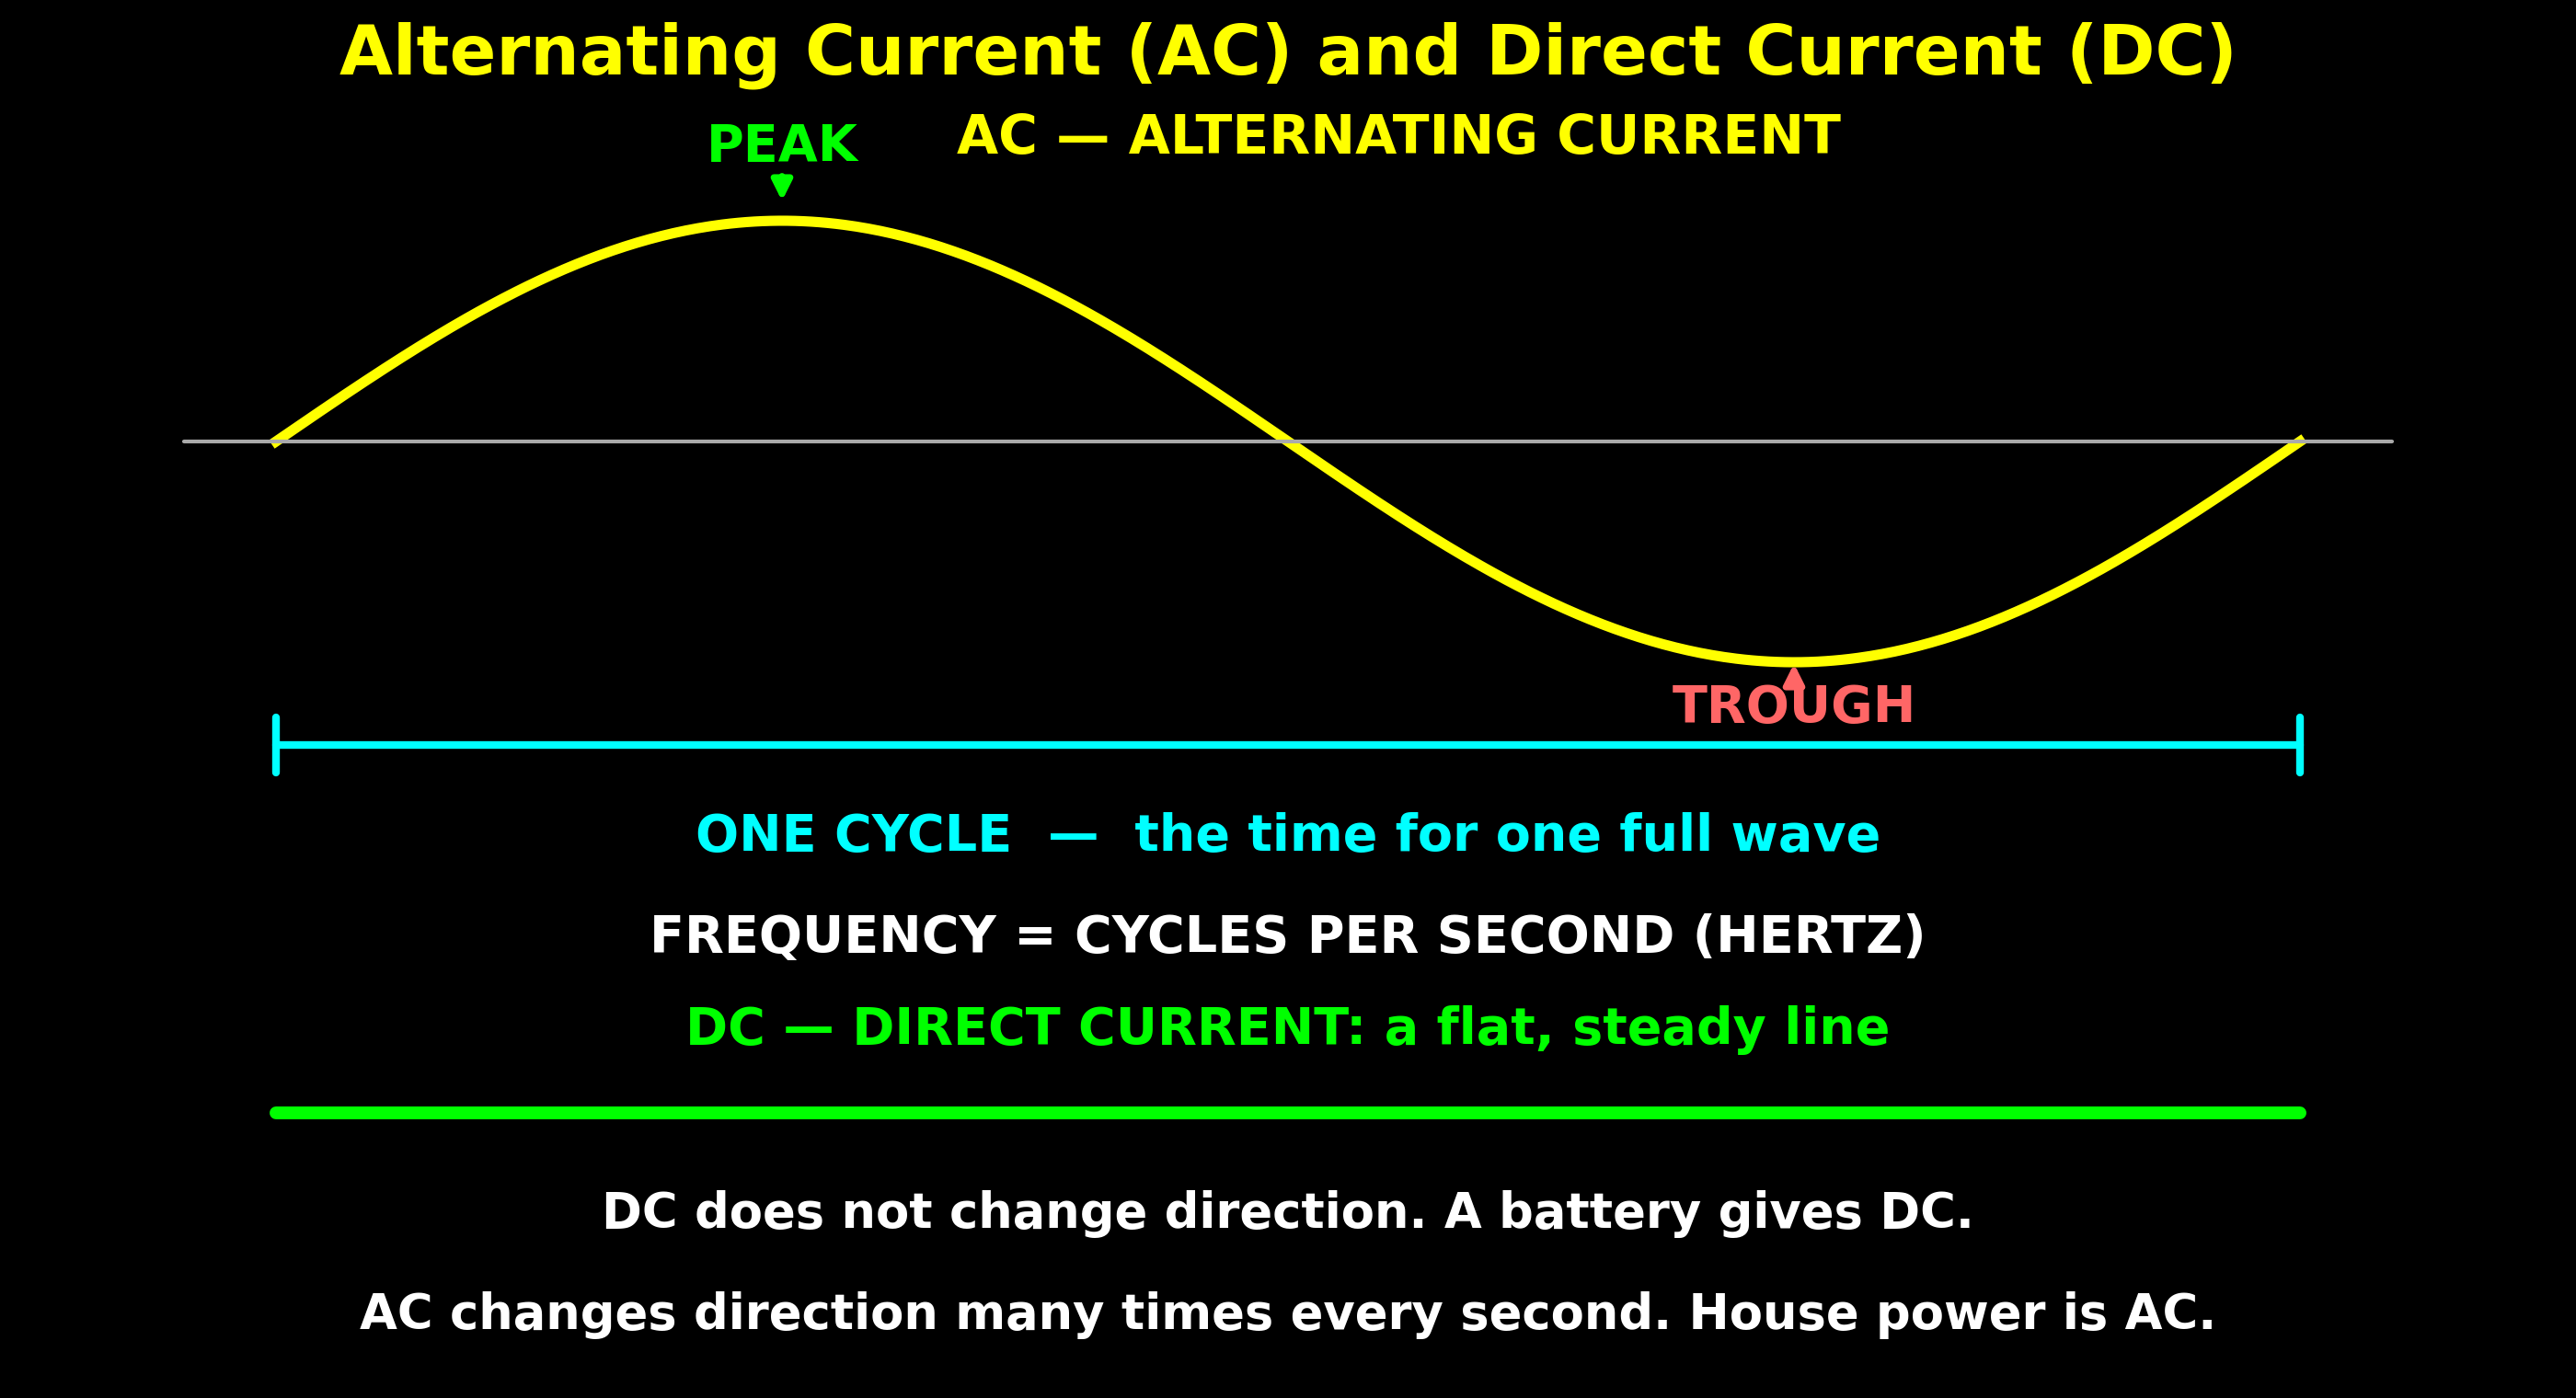 Alternating Current (AC) and Direct Current (DC)
PEAK
AC — ALTERNATING CURRENT
TROUGH
ONE CYCLE — the time for one full wave
FREQUENCY = CYCLES PER SECOND (HERTZ)
DC — DIRECT CURRENT: a flat, steady line
DC does not change direction. A battery gives DC.
AC changes direction many times every second. House power is AC.